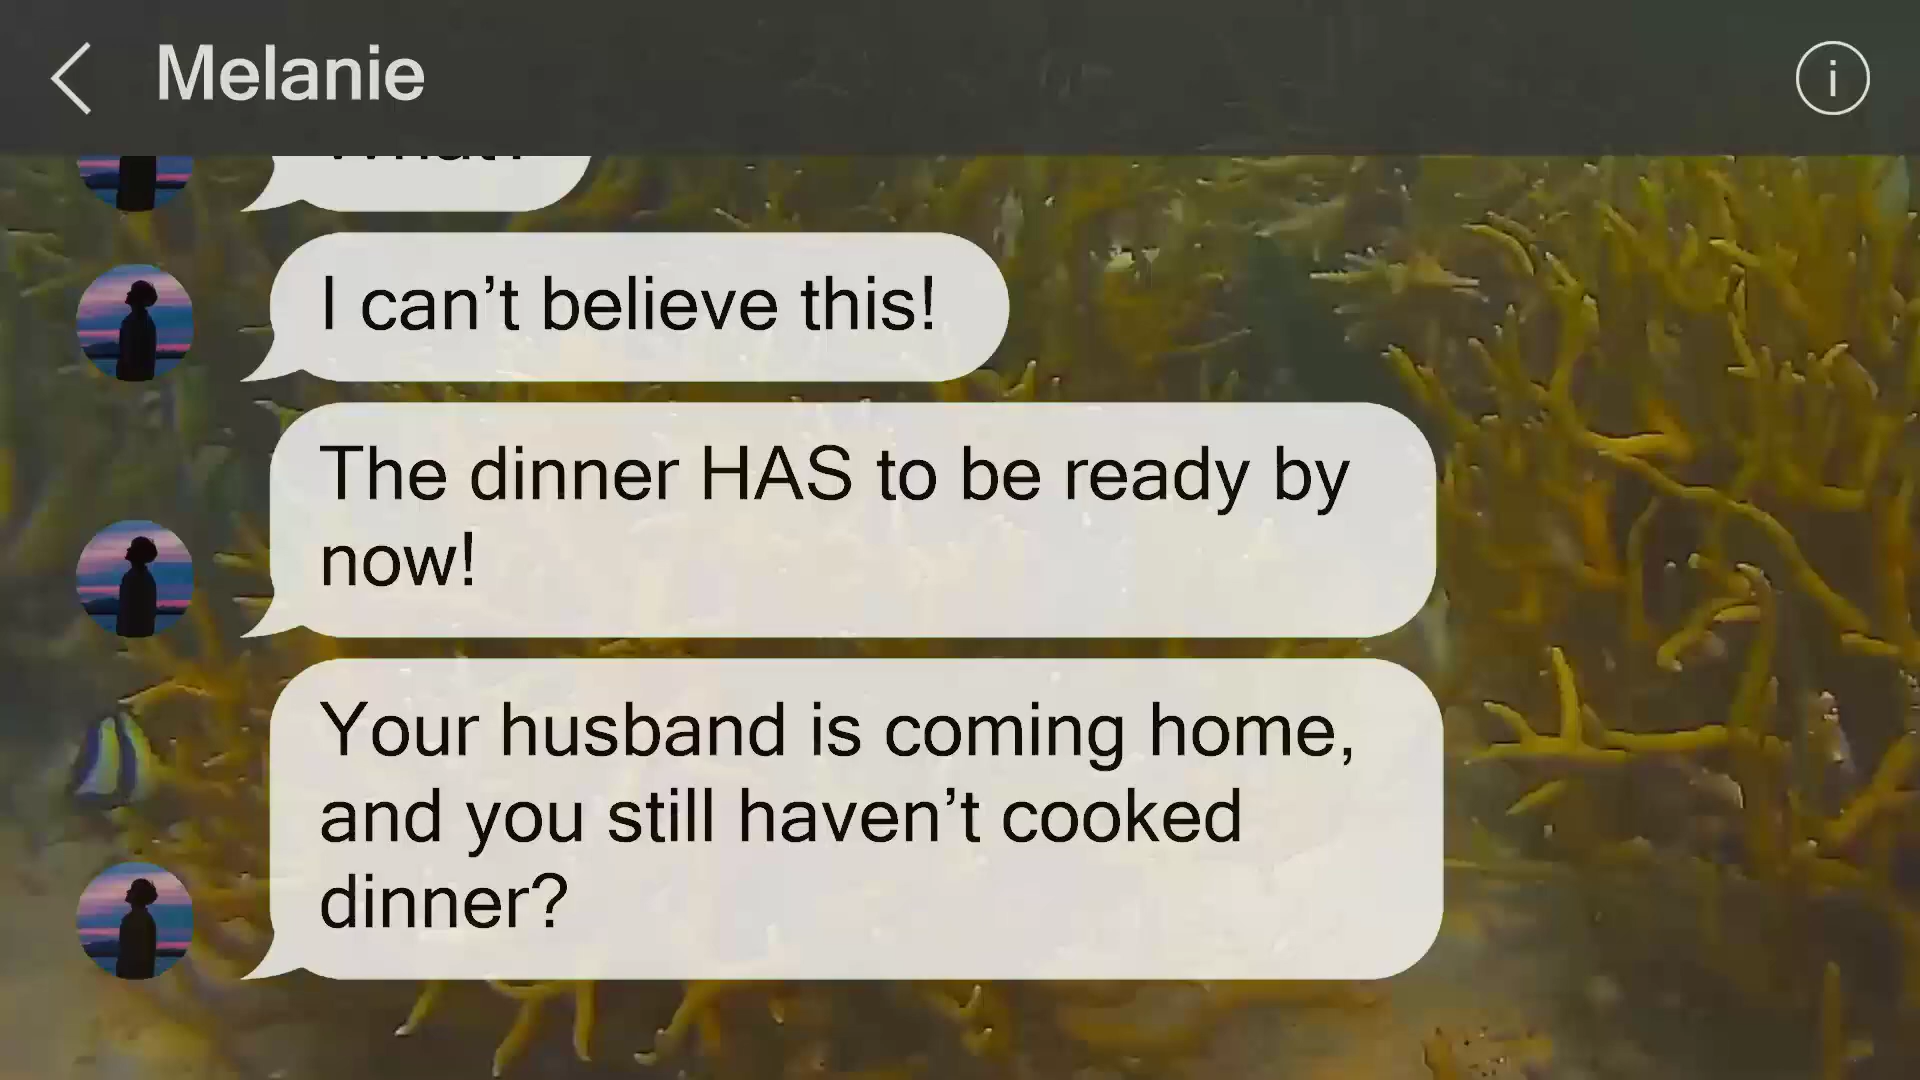 Melanie
I can’t believe this!
The dinner HAS to be ready by
now!
Your husband is coming home,
and you still haven’t cooked
dinner?